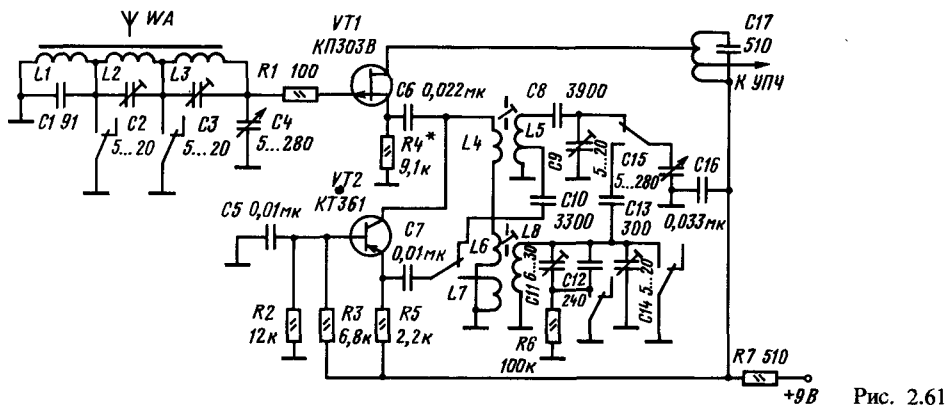 WA
VT1
КП303В
C17
510
К УПЧ
L1
L2
L3
R1 100
C1 91
C2
5...20
C3
5...20
C4
5...280
C6 0,022мк
R4*
9,1к
C8 3900
L4
L5
C9
5...20
C15
5...280
C16
0,033мк
VT2
КТ361
C5 0,01мк
C7
0,01мк
C10
3300
C13
300
L6
L7
L8
C11 6...30
C12
240
C14 5...20
R2
12к
R3
6,8к
R5
2,2к
R6
100к
R7 510
+9В
Рис. 2.61